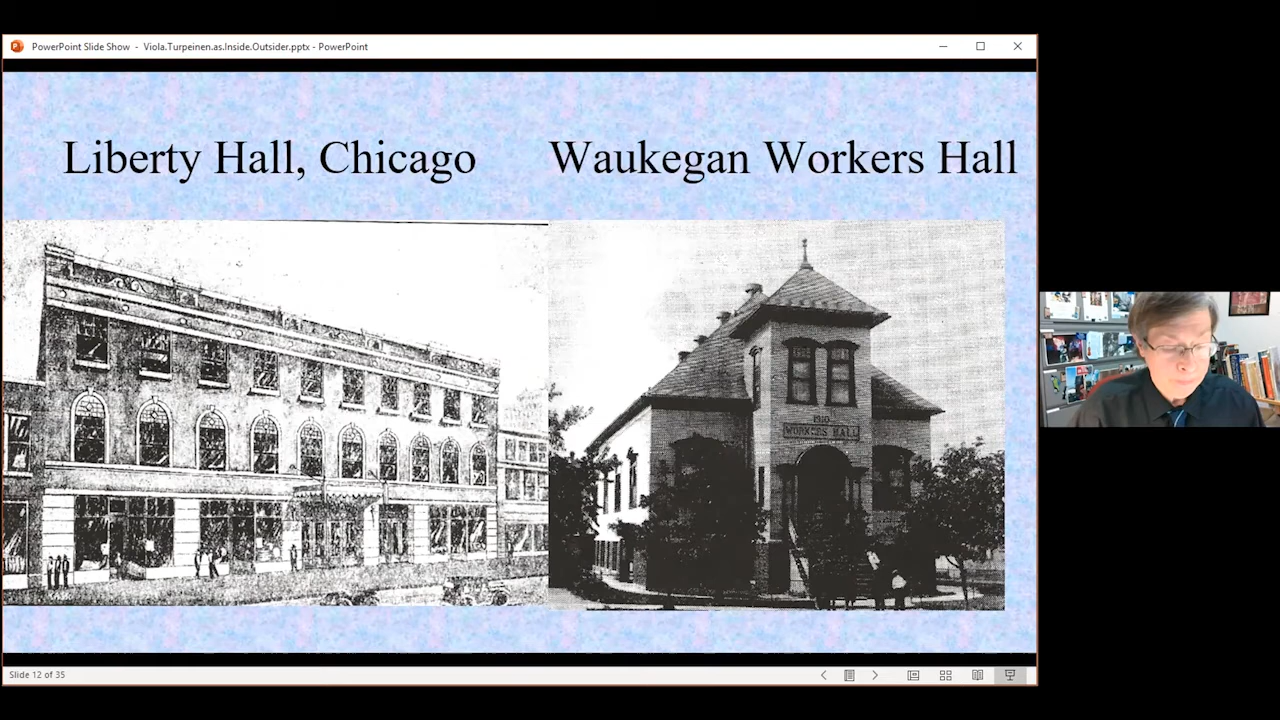 PowerPoint Slide Show - Viola.Turpeinen.as.Inside.Outsider.pptx - PowerPoint
Liberty Hall, Chicago
Waukegan Workers Hall
1910
WORKERS HALL
Slide 12 of 35